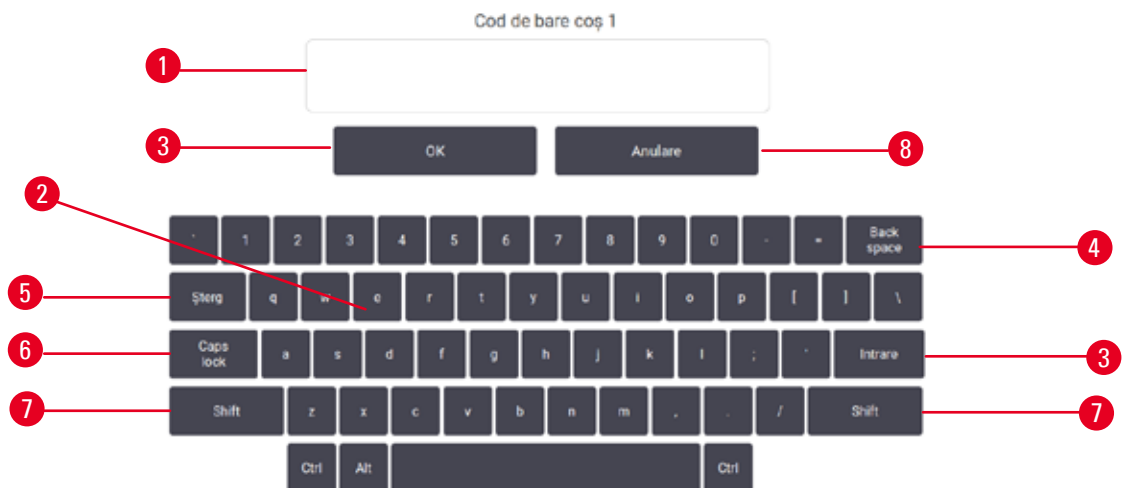 Cod de bare coș 1
1
3 OK Anulare 8
2
` 1 2 3 4 5 6 7 8 9 0 - = Back space 4
5 Șterg q w e r t y u i o p [ ] \
6 Caps lock a s d f g h j k l ; ' Intrare 3
7 Shift z x c v b n m , . / Shift 7
Ctrl Alt Ctrl